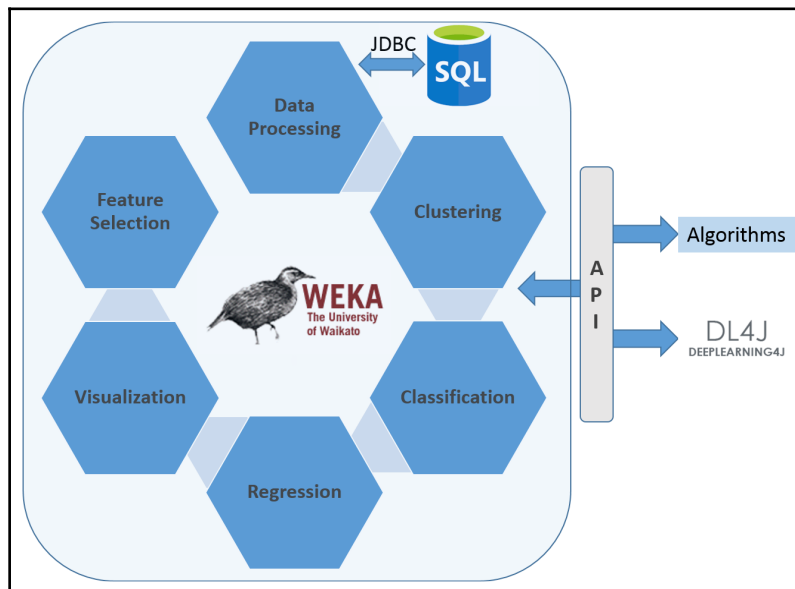 JDBC
SQL
Data
Processing
Feature
Selection
Clustering
WEKA
The University
of Waikato
Visualization
Classification
Regression
A
P
I
Algorithms
DL4J
DEEPLEARNING4J